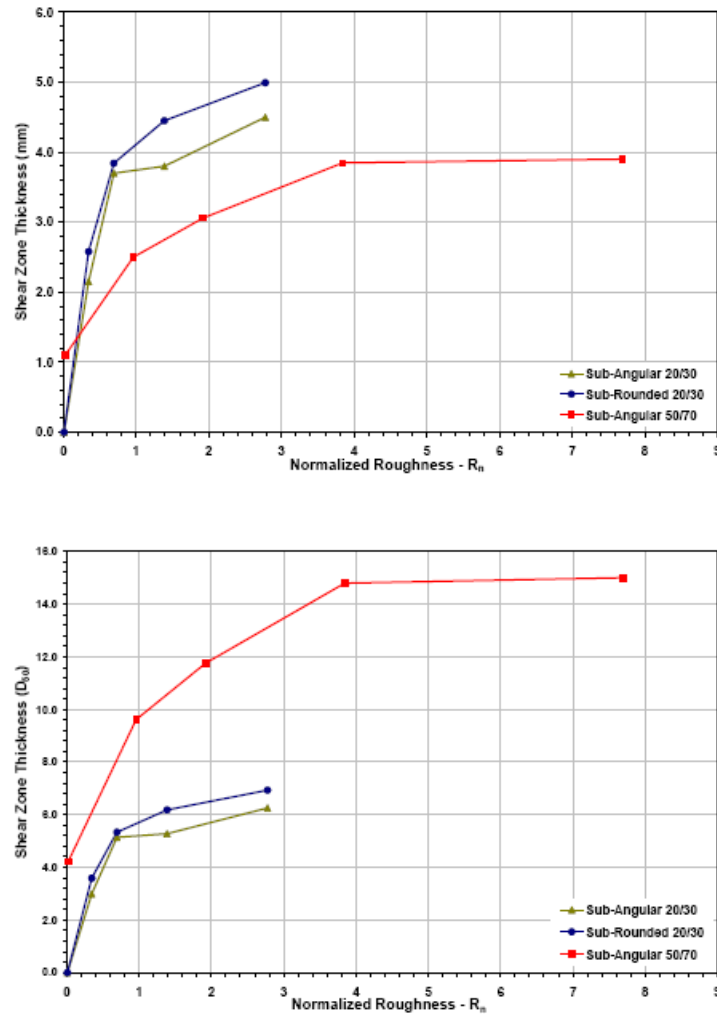 6.0
5.0
4.0
3.0
2.0
1.0
0.0
Shear Zone Thickness (mm)
Sub-Angular 20/30
Sub-Rounded 20/30
Sub-Angular 50/70
0 1 2 3 4 5 6 7 8 9
Normalized Roughness - Rₙ
16.0
14.0
12.0
10.0
8.0
6.0
4.0
2.0
0.0
Shear Zone Thickness (D₅₀)
Sub-Angular 20/30
Sub-Rounded 20/30
Sub-Angular 50/70
0 1 2 3 4 5 6 7 8 9
Normalized Roughness - Rₙ